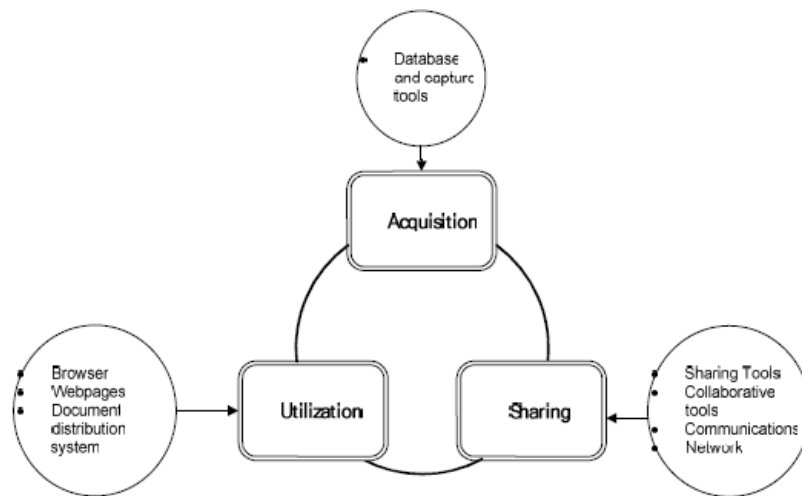 • Database
and capture
tools
Acquisition
• Browser
• Webpages
• Document
distribution
system
Utilization
Sharing
• Sharing Tools
• Collaborative
tools
• Communications
• Network